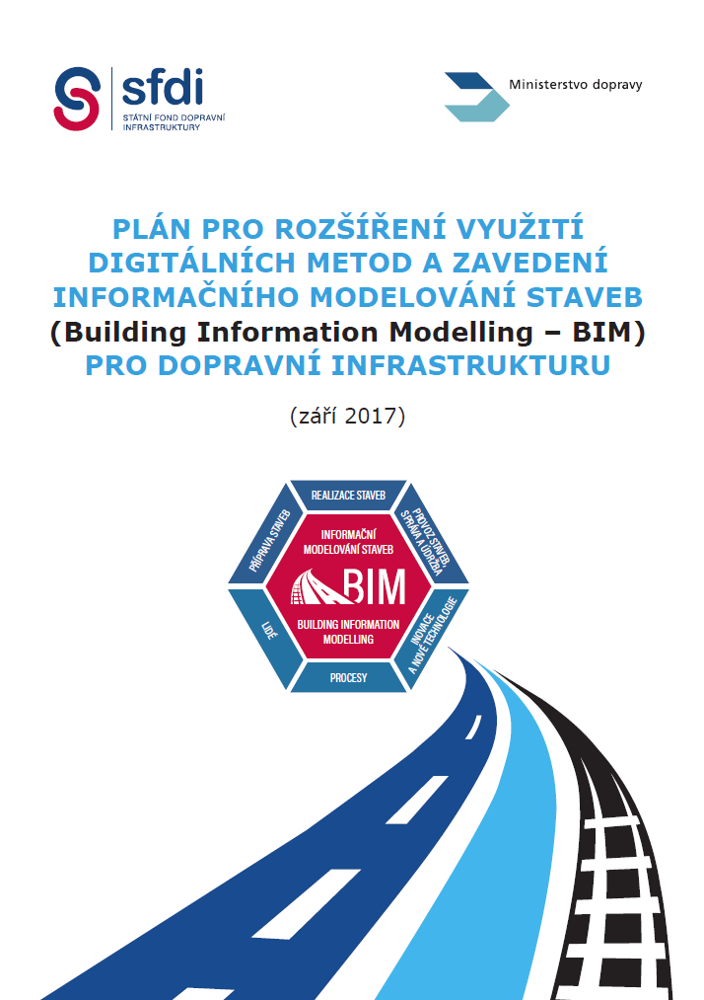 sfdi
STÁTNÍ FOND DOPRAVNÍ
INFRASTRUKTURY
Ministerstvo dopravy
PLÁN PRO ROZŠÍŘENÍ VYUŽITÍ
DIGITÁLNÍCH METOD A ZAVEDENÍ
INFORMAČNÍHO MODELOVÁNÍ STAVEB
(Building Information Modelling – BIM)
PRO DOPRAVNÍ INFRASTRUKTURU
(září 2017)
REALIZACE STAVEB
PŘÍPRAVA STAVEB
PROVOZ STAVEB,
SPRÁVA A ÚDRŽBA
INFORMAČNÍ
MODELOVÁNÍ STAVEB
BIM
BUILDING INFORMATION
MODELLING
LIDÉ
INOVACE
A NOVÉ TECHNOLOGIE
PROCESY